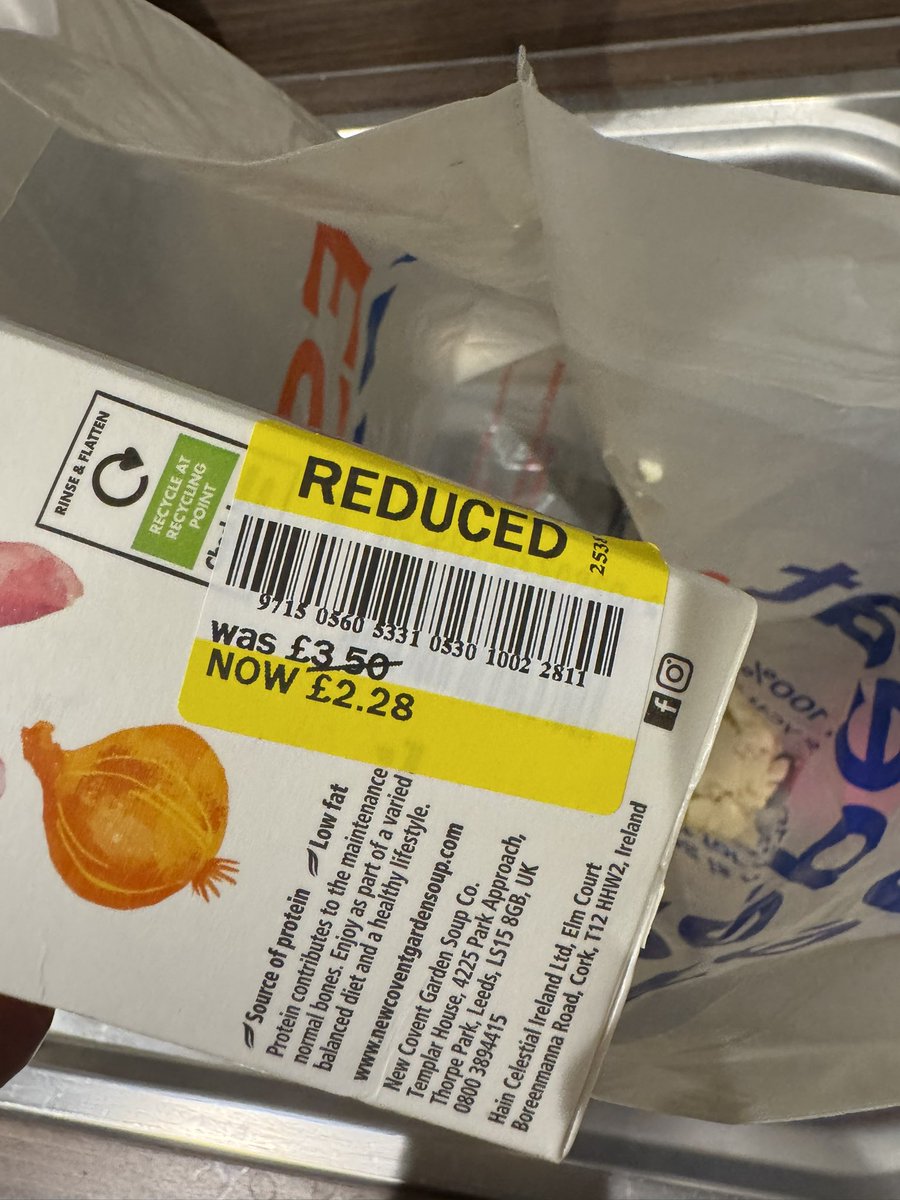 RINSE & FLATTEN
RECYCLE AT
RECYCLING
POINT
REDUCED
9715 0560 5331 0530 1002 2811
was £3.50
NOW £2.28
Source of protein Low fat
Protein contributes to the maintenance
normal bones. Enjoy as part of a varied
balanced diet and a healthy lifestyle.
www.newcoventgardensoup.com
New Covent Garden Soup Co.
Templar House, 4225 Park Approach,
Thorpe Park, Leeds, LS15 8GB, UK
0800 3894415
Hain Celestial Ireland Ltd, Elm Court
Boreenmanna Road, Cork, T12 HHW2, Ireland
100%